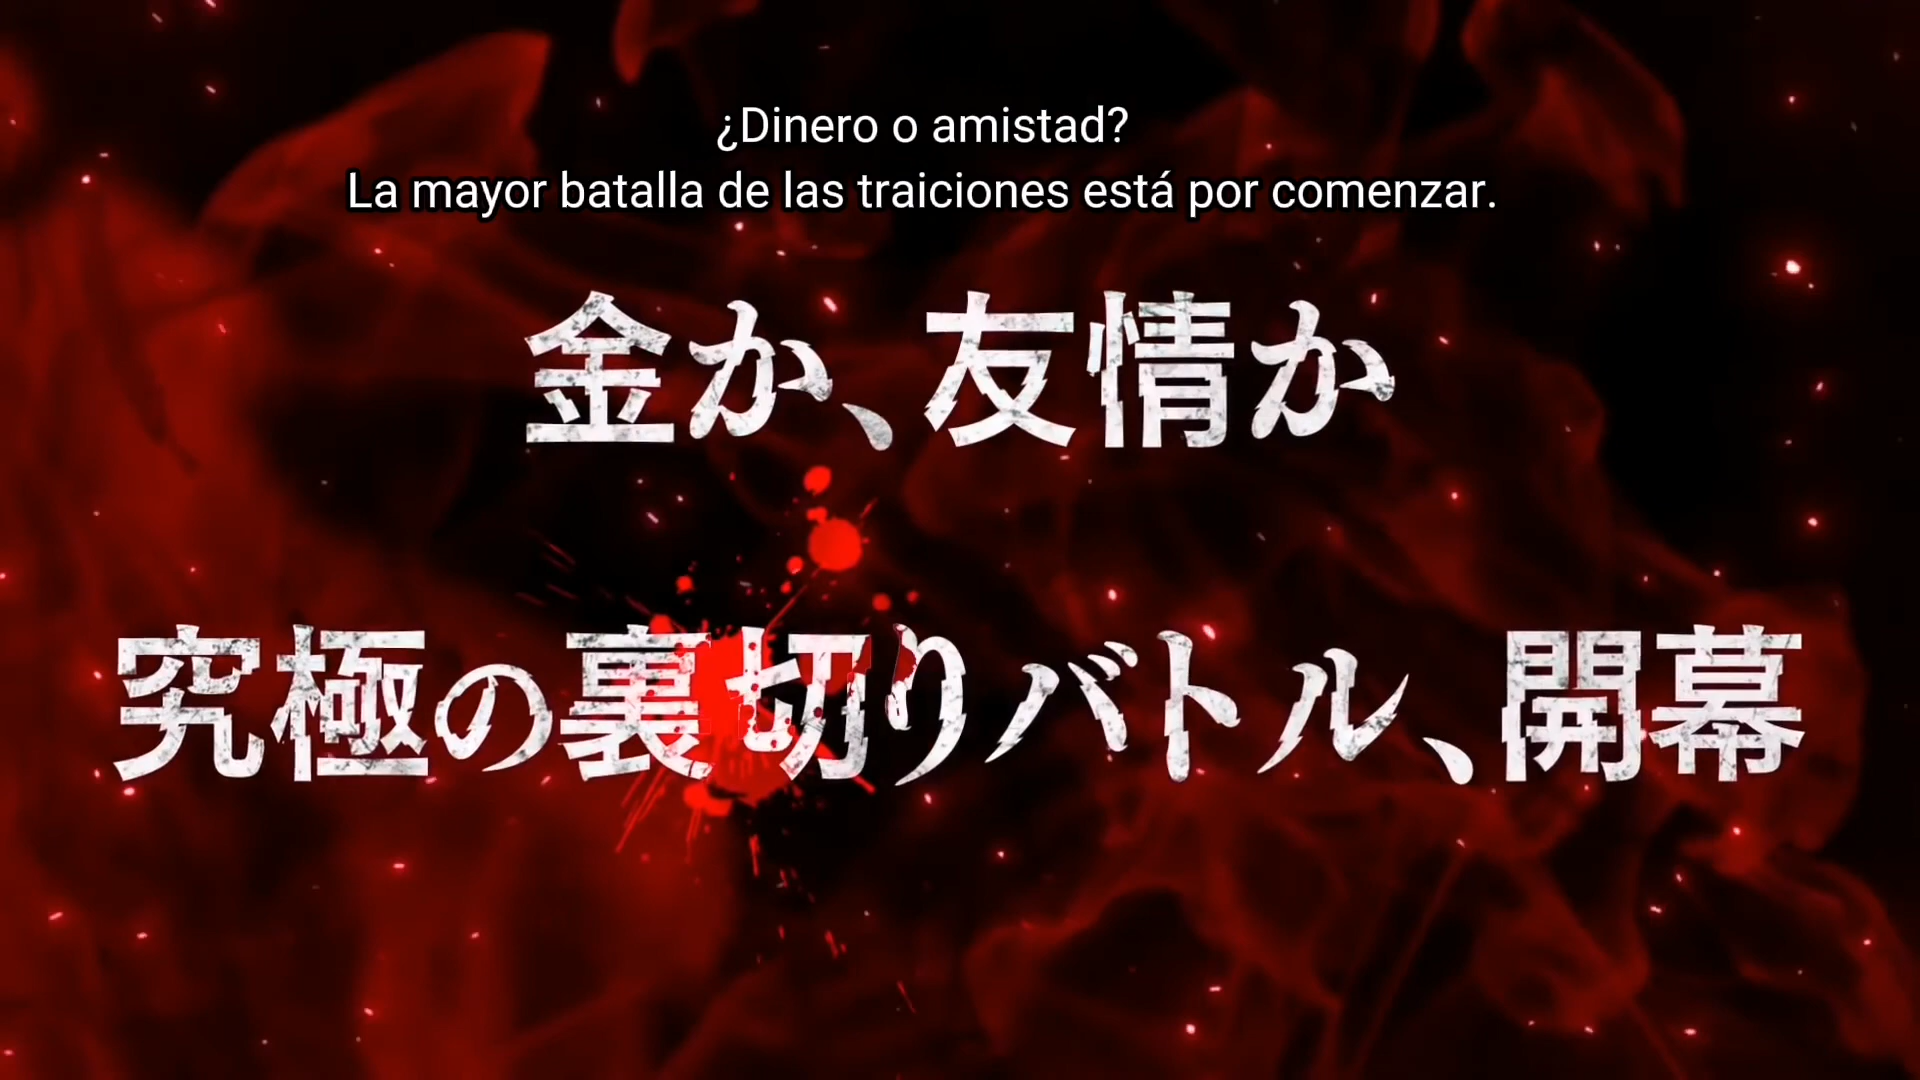 ¿Dinero o amistad?
La mayor batalla de las traiciones está por comenzar.
金か、友情か
究極の裏切りバトル、開幕